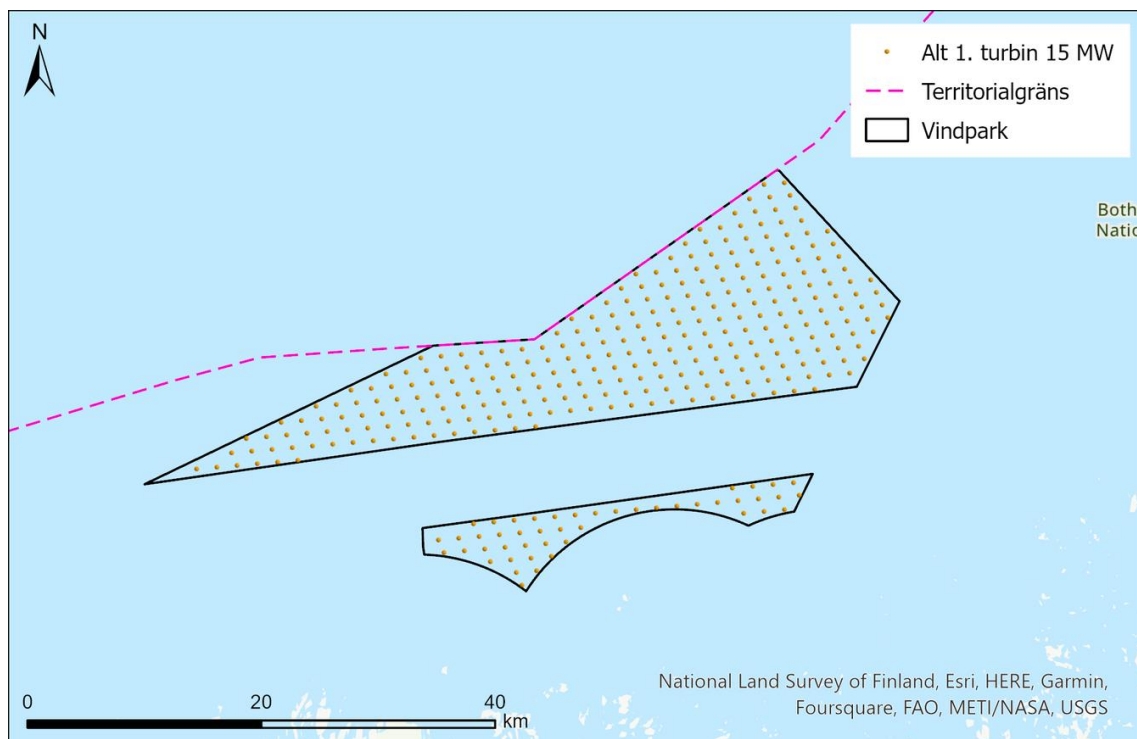 N
Alt 1. turbin 15 MW
Territorialgräns
Vindpark
Both
Natio
National Land Survey of Finland, Esri, HERE, Garmin,
Foursquare, FAO, METI/NASA, USGS
0 20 40
km